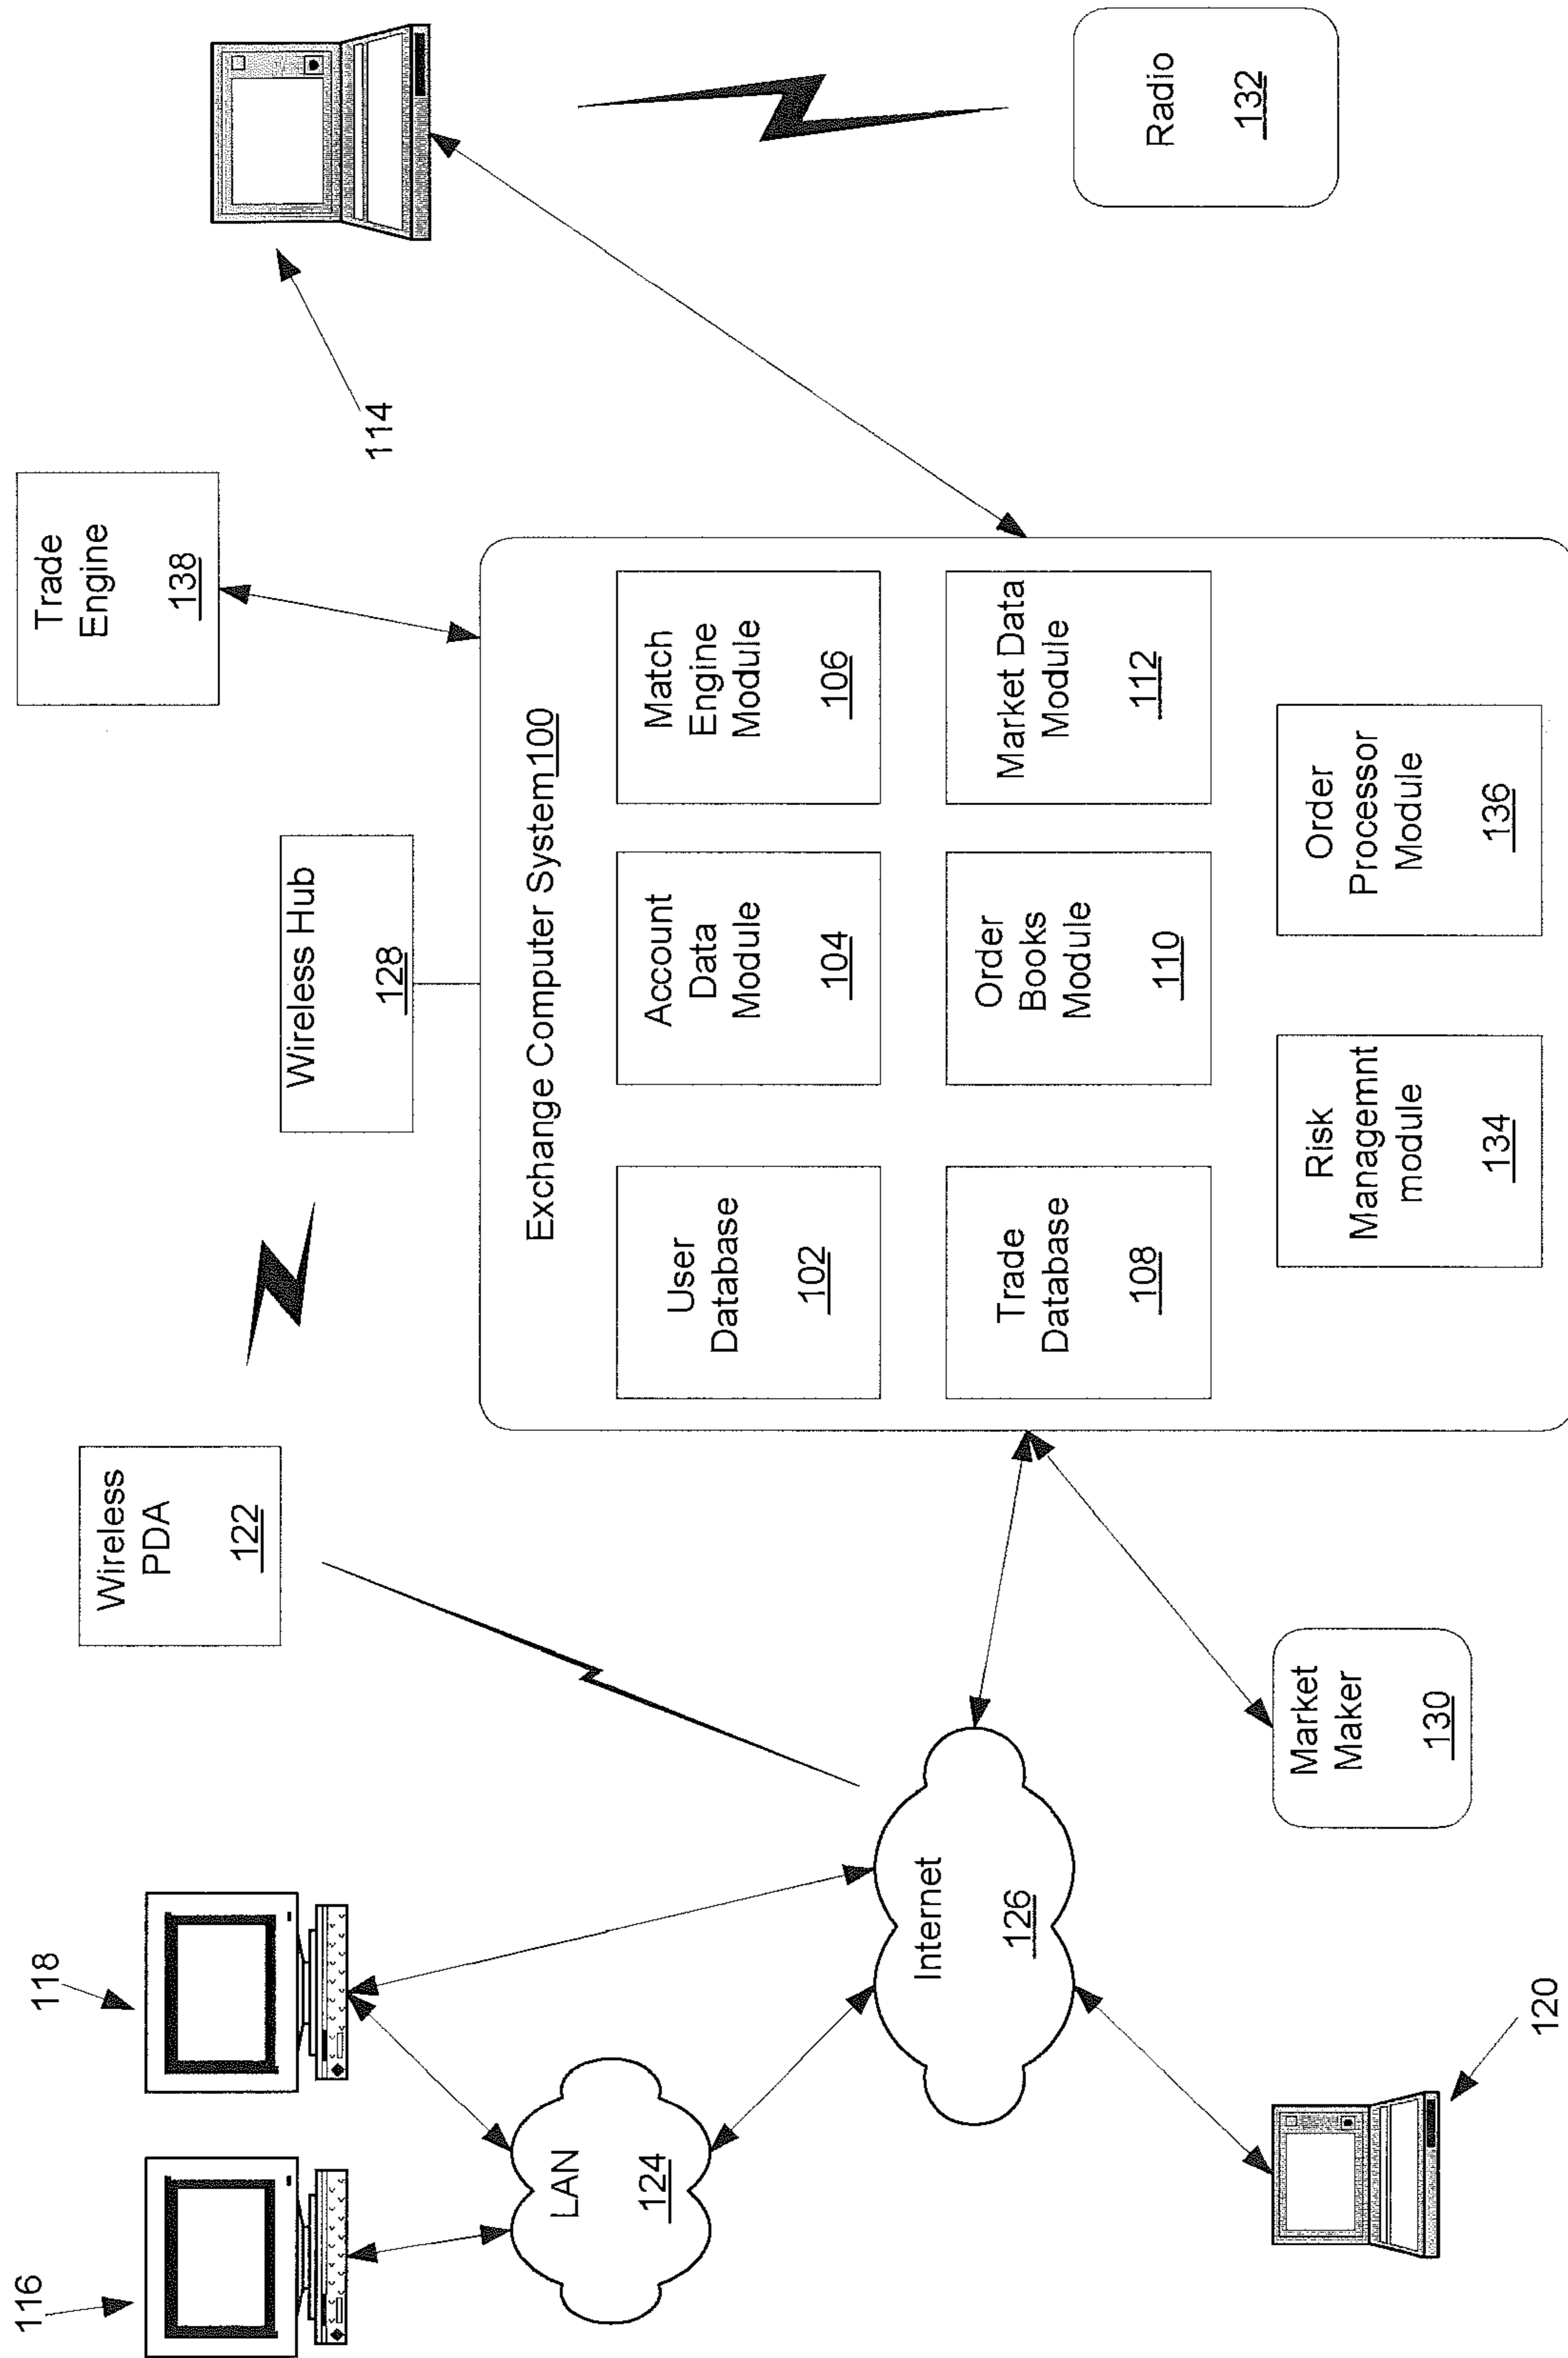 116
118
Wireless
PDA
122
Wireless Hub
128
Trade
Engine
138
114
LAN
124
Internet
126
Exchange Computer System100
User
Database
102
Account
Data
Module
104
Match
Engine
Module
106
Trade
Database
108
Order
Books
Module
110
Market Data
Module
112
Risk
Managemnt
module
134
Order
Processor
Module
136
120
Market
Maker
130
Radio
132